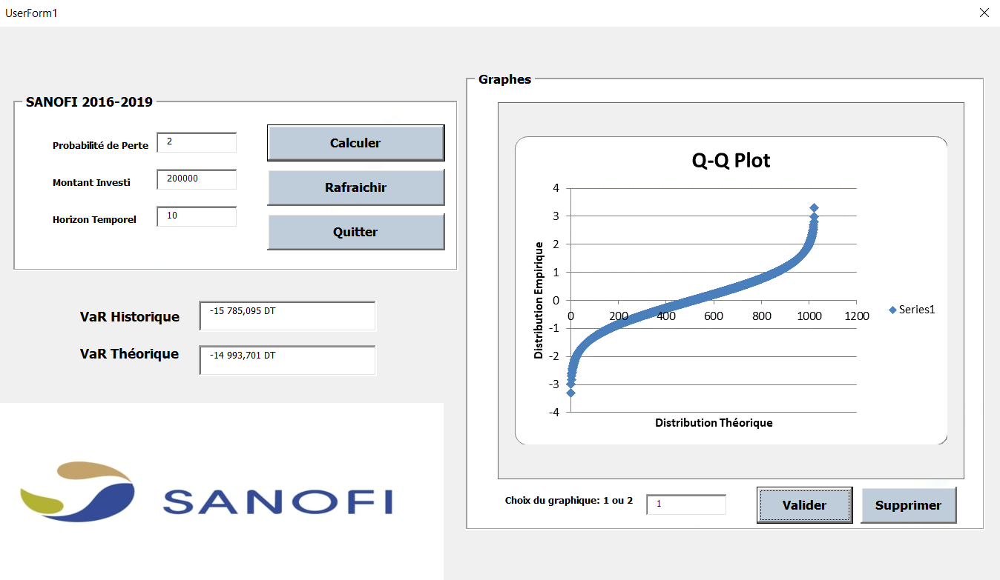 UserForm1
SANOFI 2016-2019
Probabilité de Perte 2
Montant Investi 200000
Horizon Temporel 10
Calculer
Rafraichir
Quitter
VaR Historique -15 785,095 DT
VaR Théorique -14 993,701 DT
SANOFI
Graphes
Q-Q Plot
Distribution Empirique
4
3
2
1
0
-1
-2
-3
-4
0 200 400 600 800 1000 1200
Distribution Théorique
Series1
Choix du graphique: 1 ou 2 1
Valider
Supprimer